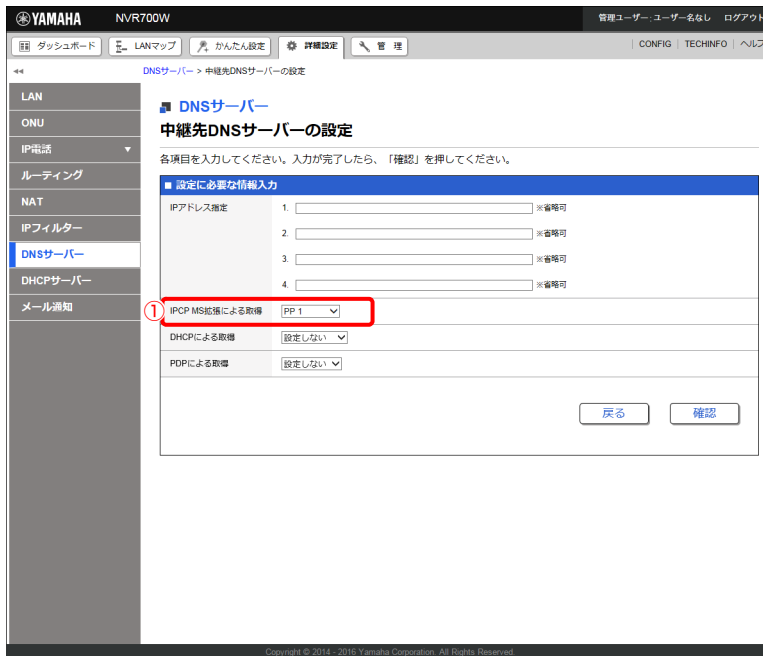 YAMAHA NVR700W 管理ユーザー:ユーザー名なし ログアウト
ダッシュボード LANマップ かんたん設定 詳細設定 管 理 CONFIG TECHINFO ヘルプ
DNSサーバー > 中継先DNSサーバーの設定
LAN
ONU
IP電話
ルーティング
NAT
IPフィルター
DNSサーバー
DHCPサーバー
メール通知
DNSサーバー
中継先DNSサーバーの設定
各項目を入力してください。入力が完了したら、「確認」を押してください。
■ 設定に必要な情報入力
IPアドレス指定 1. ※省略可
2. ※省略可
3. ※省略可
4. ※省略可
① IPCP MS拡張による取得 PP 1
DHCPによる取得 設定しない
PDPによる取得 設定しない
戻る 確認
Copyright © 2014 - 2016 Yamaha Corporation. All Rights Reserved.